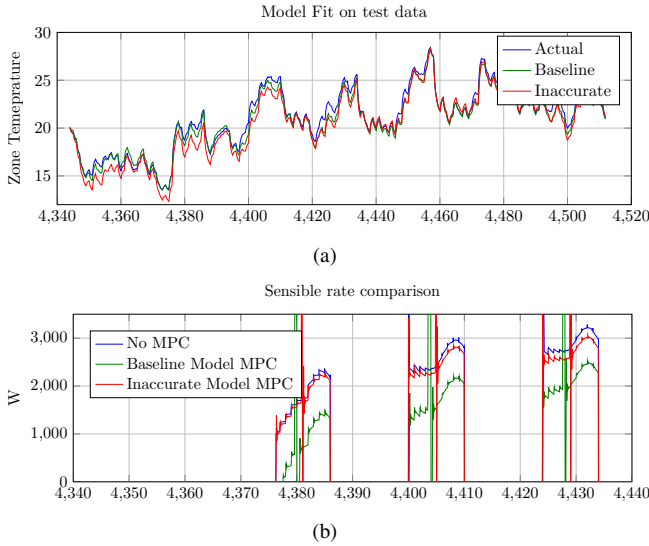 Model Fit on test data
Zone Temeprature
30
25
20
15
Actual
Baseline
Inaccurate
4,340 4,360 4,380 4,400 4,420 4,440 4,460 4,480 4,500 4,520
(a)
Sensible rate comparison
W
3,000
2,000
1,000
0
No MPC
Baseline Model MPC
Inaccurate Model MPC
4,340 4,350 4,360 4,370 4,380 4,390 4,400 4,410 4,420 4,430 4,440
(b)